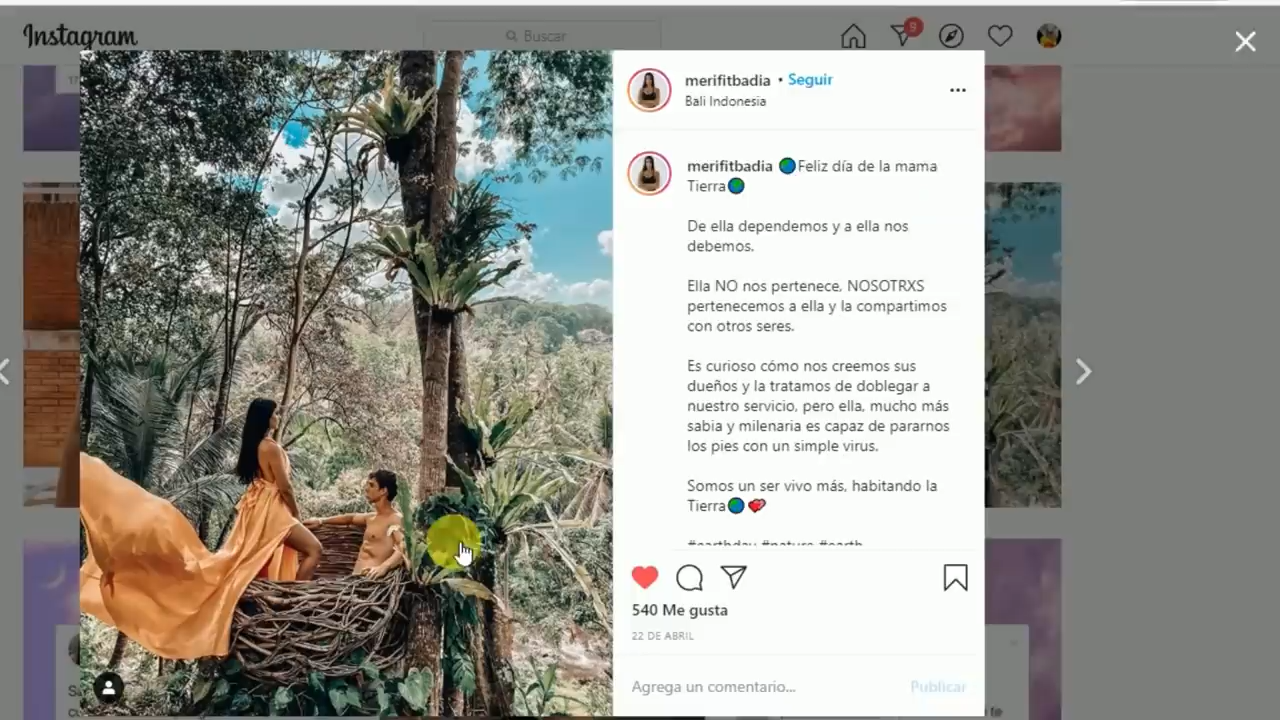 Instagram
Buscar
9
merifitbadia • Seguir
Bali Indonesia
merifitbadia 🌍Feliz día de la mama
Tierra🌍
De ella dependemos y a ella nos
debemos.
Ella NO nos pertenece, NOSOTRXS
pertenecemos a ella y la compartimos
con otros seres.
Es curioso cómo nos creemos sus
dueños y la tratamos de doblegar a
nuestro servicio, pero ella, mucho más
sabia y milenaria es capaz de pararnos
los pies con un simple virus.
Somos un ser vivo más, habitando la
Tierra🌍💞
#earthday #nature #earth
540 Me gusta
22 DE ABRIL
Agrega un comentario... Publicar